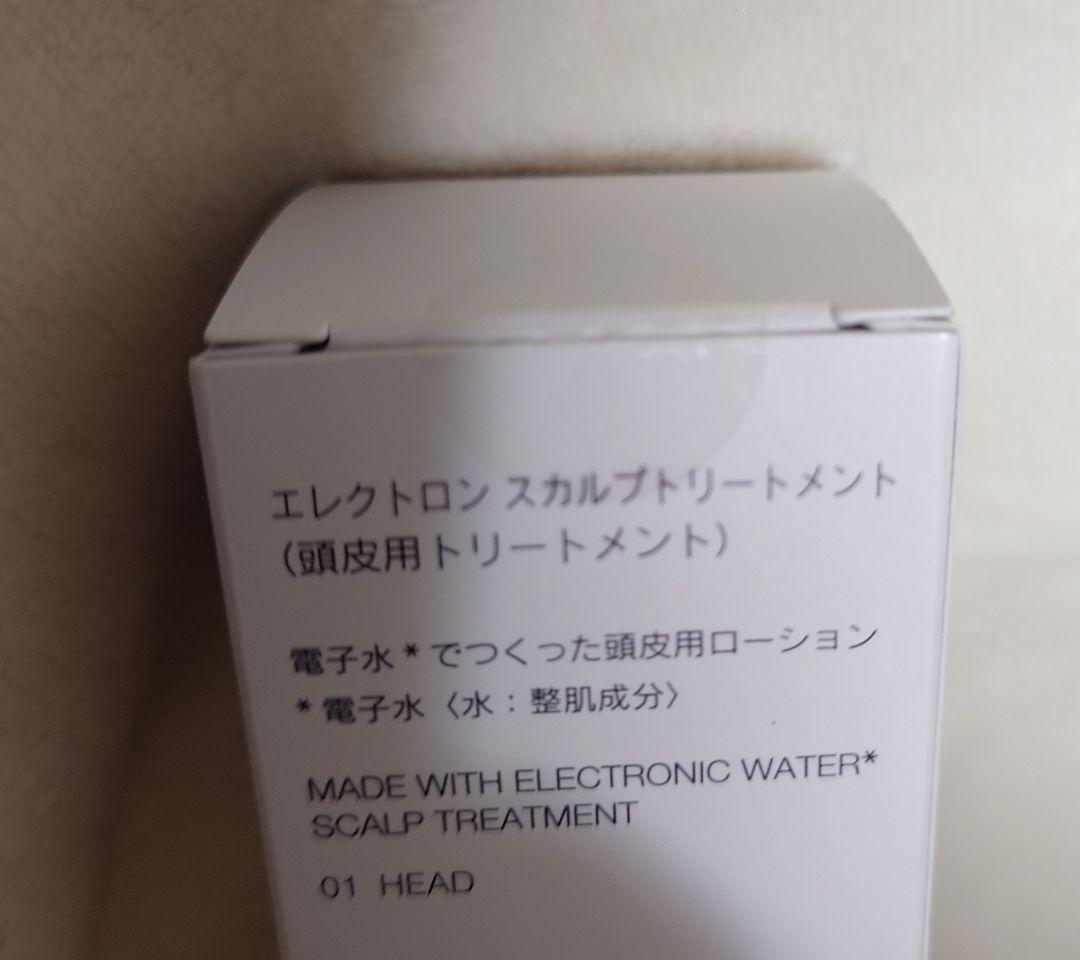 エレクトロン スカルプトリートメント
（頭皮用トリートメント）
電子水*でつくった頭皮用ローション
*電子水〈水：整肌成分〉
MADE WITH ELECTRONIC WATER*
SCALP TREATMENT
01 HEAD